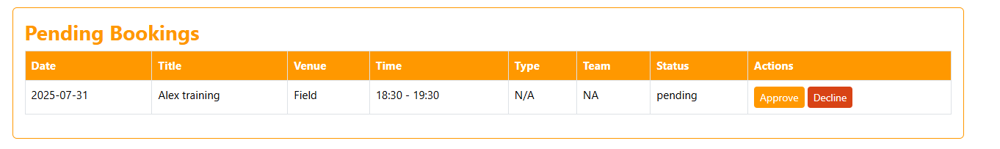 Pending Bookings
Date Title Venue Time Type Team Status Actions
2025-07-31 Alex training Field 18:30 - 19:30 N/A NA pending Approve Decline